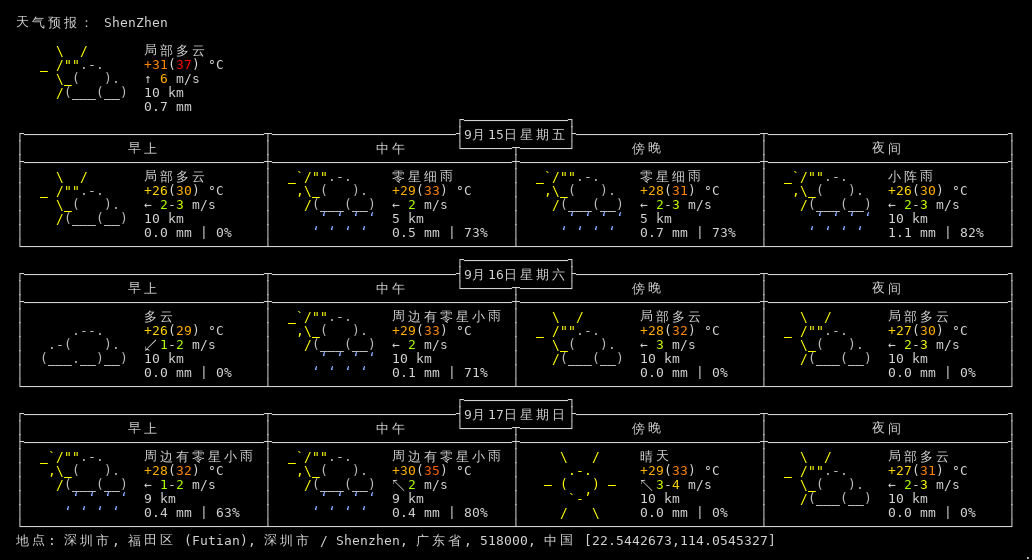 天气预报： ShenZhen
局部多云
+31(37) °C
↑ 6 m/s
10 km
0.7 mm
9月15日星期五
早上 中午 傍晚 夜间
局部多云 零星细雨 零星细雨 小阵雨
+26(30) °C +29(33) °C +28(31) °C +26(30) °C
← 2-3 m/s ← 2 m/s ← 2-3 m/s ← 2-3 m/s
10 km 5 km 5 km 10 km
0.0 mm | 0% 0.5 mm | 73% 0.7 mm | 73% 1.1 mm | 82%
9月16日星期六
早上 中午 傍晚 夜间
多云 周边有零星小雨 局部多云 局部多云
+26(29) °C +29(33) °C +28(32) °C +27(30) °C
↙ 1-2 m/s ← 2 m/s ← 3 m/s ← 2-3 m/s
10 km 10 km 10 km 10 km
0.0 mm | 0% 0.1 mm | 71% 0.0 mm | 0% 0.0 mm | 0%
9月17日星期日
早上 中午 傍晚 夜间
周边有零星小雨 周边有零星小雨 晴天 局部多云
+28(32) °C +30(35) °C +29(33) °C +27(31) °C
← 1-2 m/s ↖ 2 m/s ↖ 3-4 m/s ← 2-3 m/s
9 km 9 km 10 km 10 km
0.4 mm | 63% 0.4 mm | 80% 0.0 mm | 0% 0.0 mm | 0%
地点: 深圳市, 福田区 (Futian), 深圳市 / Shenzhen, 广东省, 518000, 中国 [22.5442673,114.0545327]